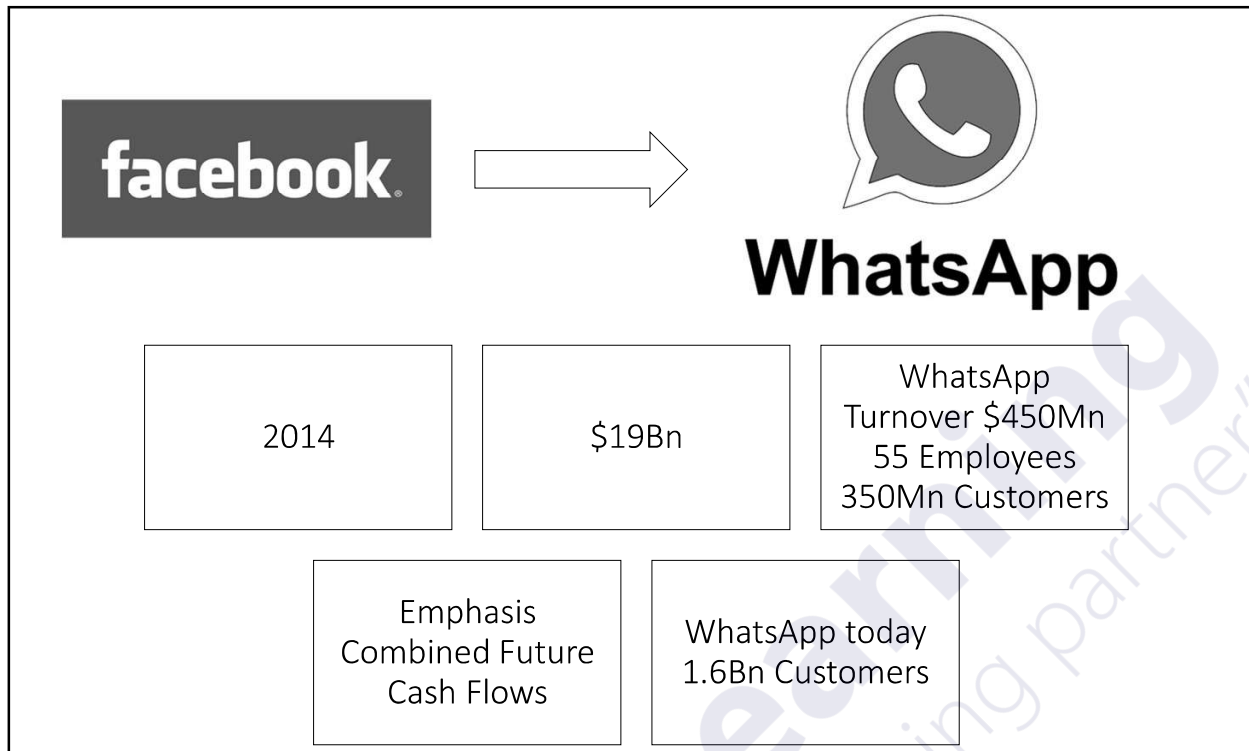 facebook®
WhatsApp
2014
$19Bn
WhatsApp
Turnover $450Mn
55 Employees
350Mn Customers
Emphasis
Combined Future
Cash Flows
WhatsApp today
1.6Bn Customers